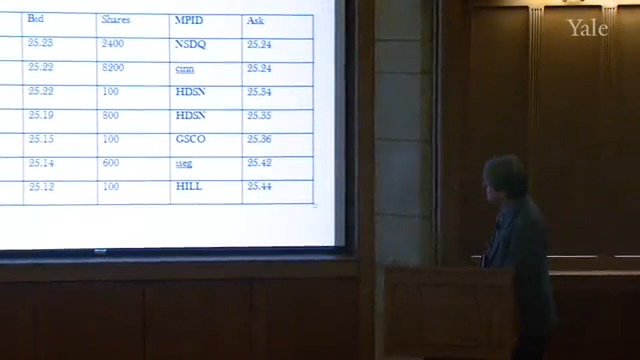 Yale
Bid Shares MPID Ask
25.23 2400 NSDQ 25.24
25.22 8200 cinn 25.24
25.22 100 HDSN 25.34
25.19 800 HDSN 25.35
25.15 100 GSCO 25.36
25.14 600 25.42
25.12 100 HILL 25.44